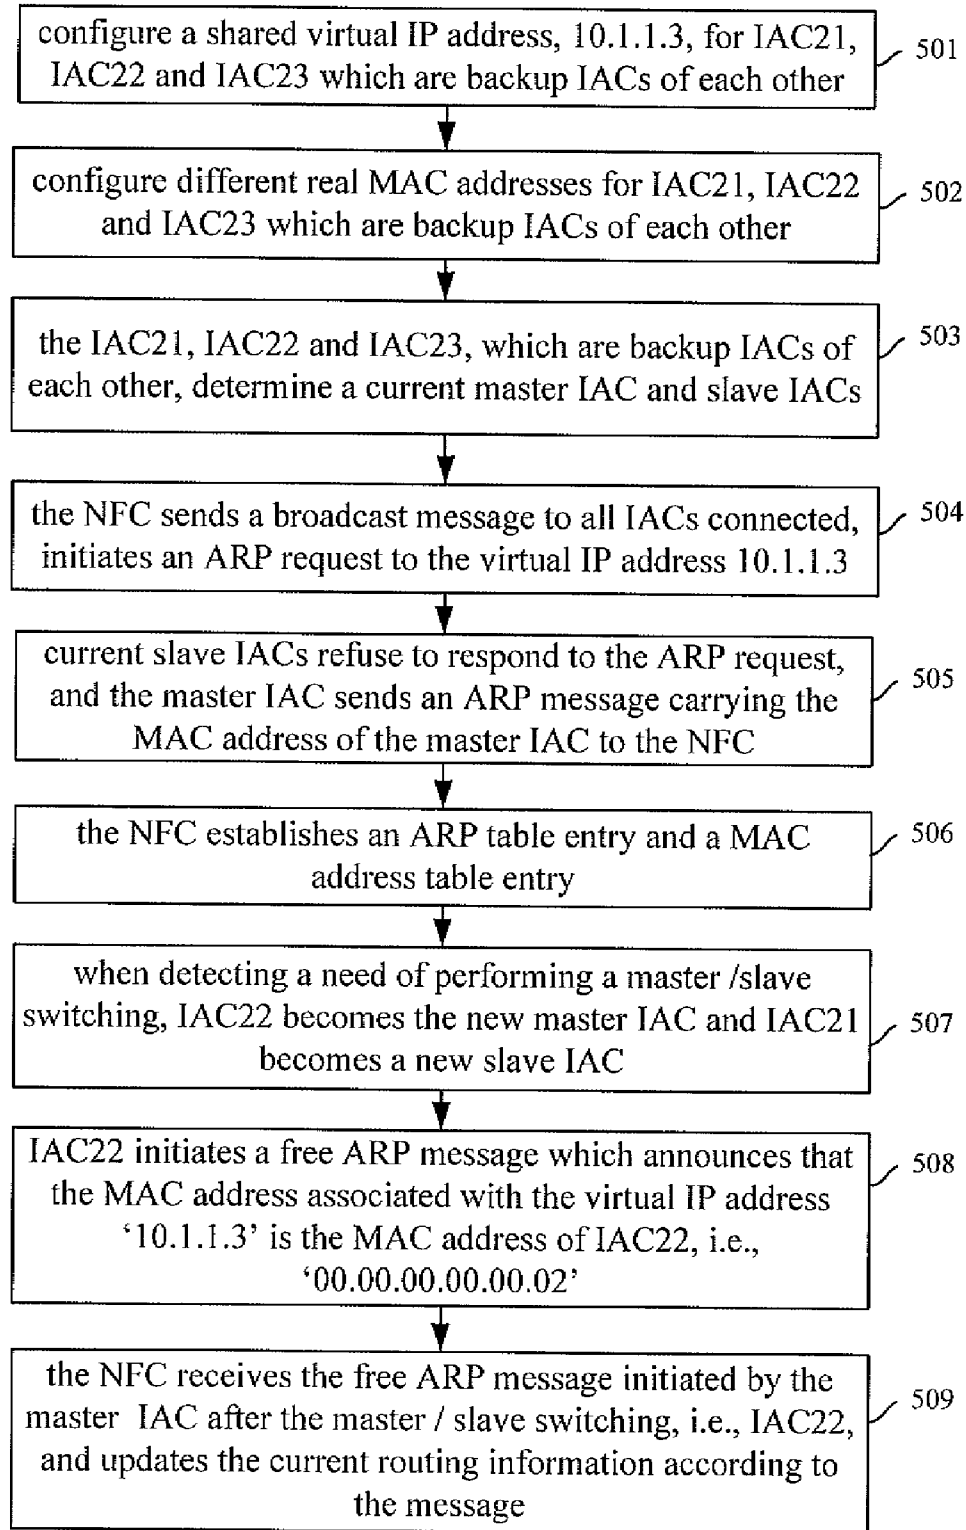 configure a shared virtual IP address, 10.1.1.3, for IAC21,
IAC22 and IAC23 which are backup IACs of each other
501
configure different real MAC addresses for IAC21, IAC22
and IAC23 which are backup IACs of each other
502
the IAC21, IAC22 and IAC23, which are backup IACs of
each other, determine a current master IAC and slave IACs
503
the NFC sends a broadcast message to all IACs connected,
initiates an ARP request to the virtual IP address 10.1.1.3
504
current slave IACs refuse to respond to the ARP request,
and the master IAC sends an ARP message carrying the
MAC address of the master IAC to the NFC
505
the NFC establishes an ARP table entry and a MAC
address table entry
506
when detecting a need of performing a master /slave
switching, IAC22 becomes the new master IAC and IAC21
becomes a new slave IAC
507
IAC22 initiates a free ARP message which announces that
the MAC address associated with the virtual IP address
‘10.1.1.3’ is the MAC address of IAC22, i.e.,
‘00.00.00.00.00.02’
508
the NFC receives the free ARP message initiated by the
master IAC after the master / slave switching, i.e., IAC22,
and updates the current routing information according to
the message
509